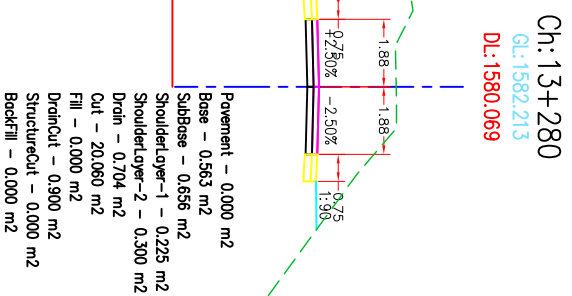 Ch: 13+280
GL:1582.213
DL:1580.069
1.88
1.88
0.75
+2.50%
-2.50%
0.75
1:90
Pavement - 0.000 m2
Base - 0.563 m2
SubBase - 0.656 m2
ShoulderLayer-1 - 0.225 m2
ShoulderLayer-2 - 0.300 m2
Drain - 0.704 m2
Cut - 20.060 m2
Fill - 0.000 m2
DrainCut - 0.900 m2
StructureCut - 0.000 m2
BackFill - 0.000 m2